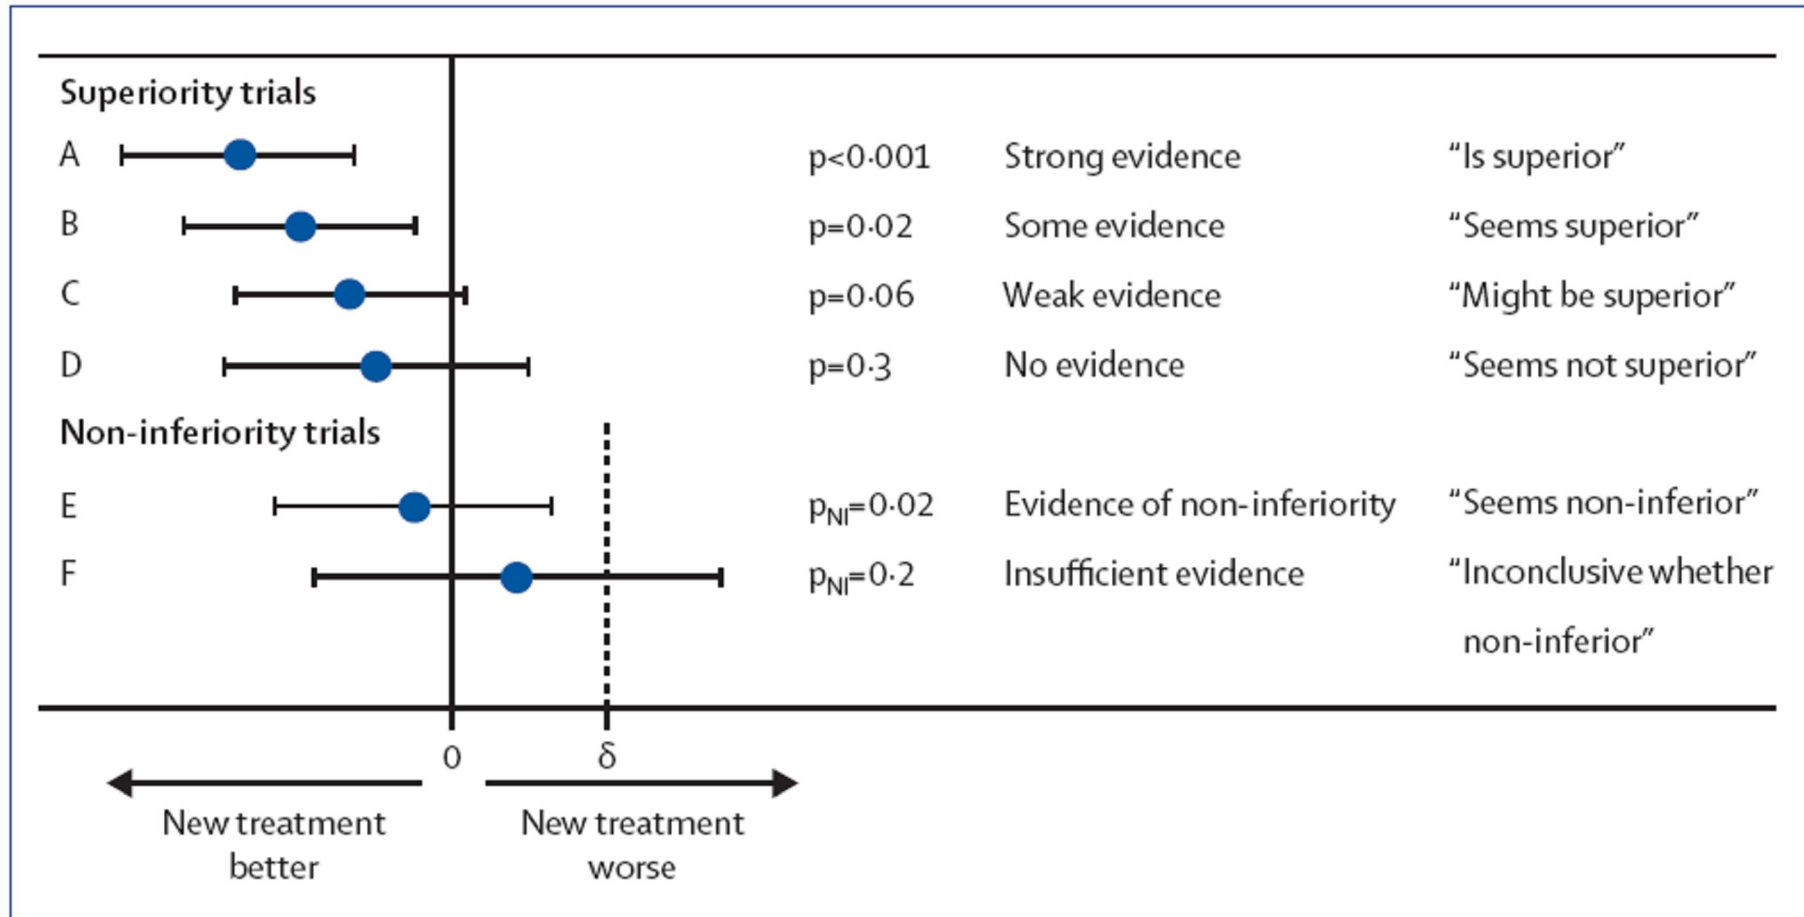 Superiority trials
A p<0·001 Strong evidence “Is superior”
B p=0·02 Some evidence “Seems superior”
C p=0·06 Weak evidence “Might be superior”
D p=0·3 No evidence “Seems not superior”
Non-inferiority trials
E pNI=0·02 Evidence of non-inferiority “Seems non-inferior”
F pNI=0·2 Insufficient evidence “Inconclusive whether
non-inferior”
0 δ
New treatment New treatment
better worse